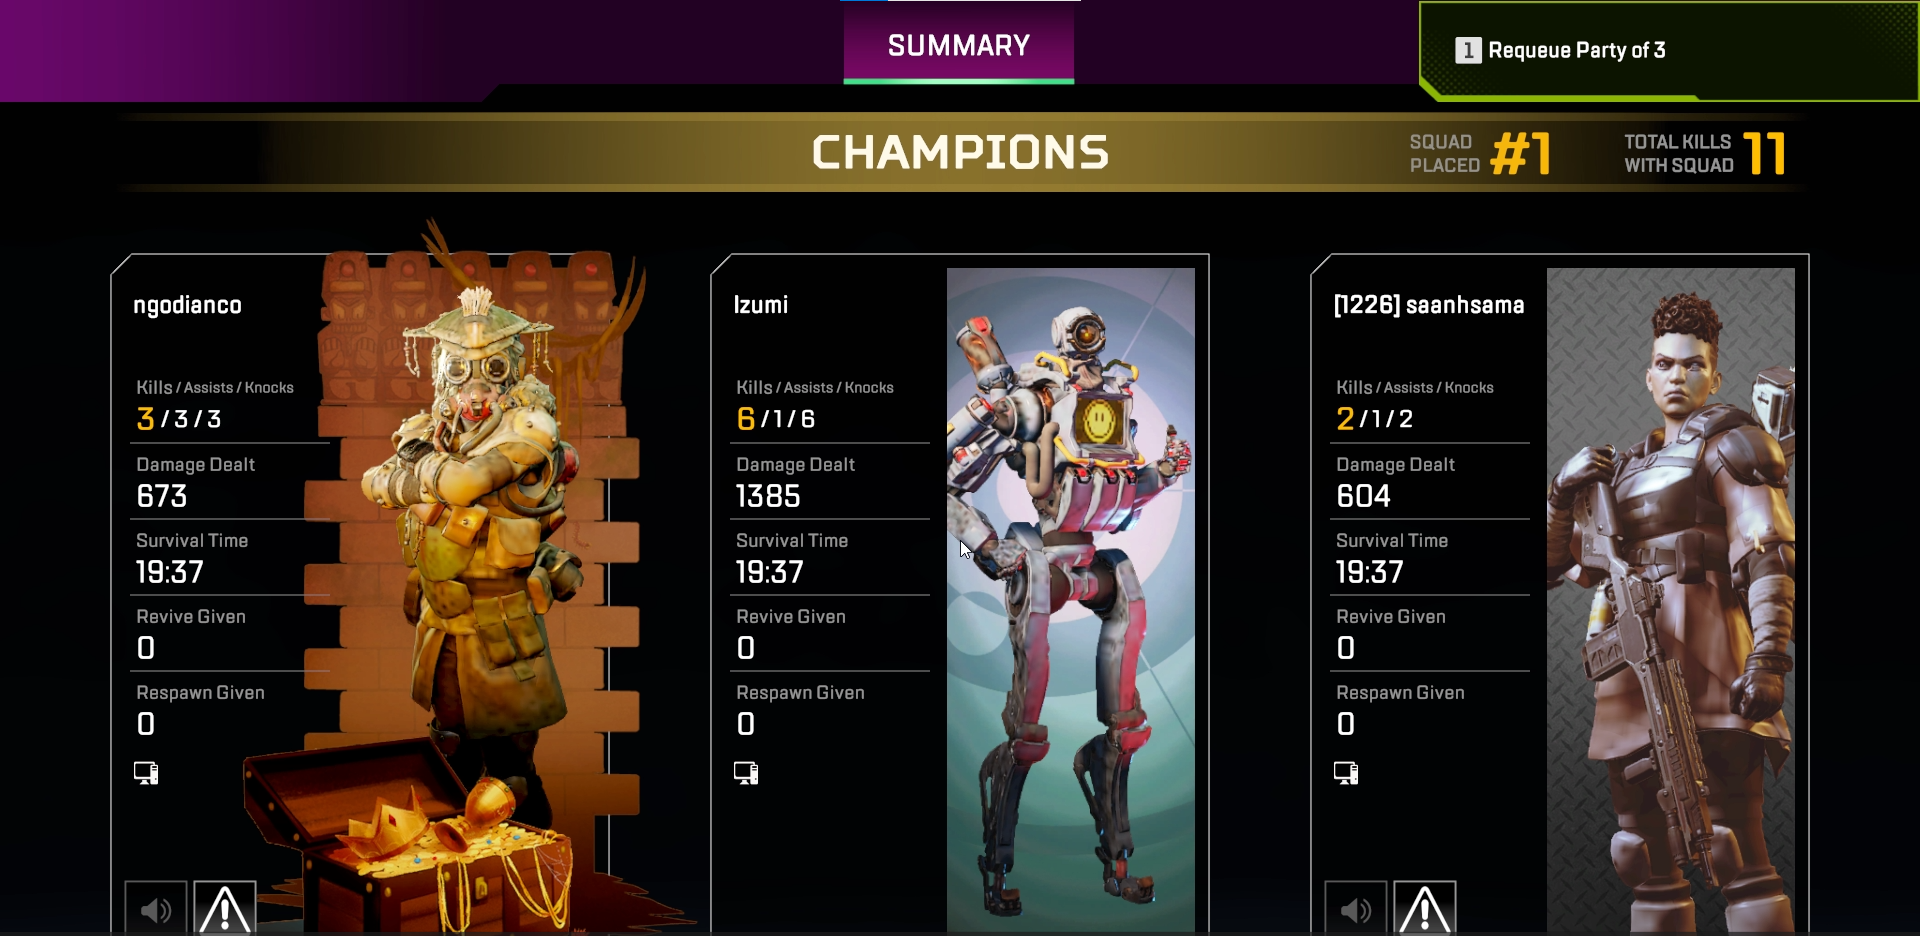 SUMMARY
1 Requeue Party of 3
CHAMPIONS
SQUAD PLACED #1
TOTAL KILLS WITH SQUAD 11
ngodianco
Kills / Assists / Knocks
3 / 3 / 3
Damage Dealt
673
Survival Time
19:37
Revive Given
0
Respawn Given
0
Izumi
Kills / Assists / Knocks
6 / 1 / 6
Damage Dealt
1385
Survival Time
19:37
Revive Given
0
Respawn Given
0
[1226] saanhsama
Kills / Assists / Knocks
2 / 1 / 2
Damage Dealt
604
Survival Time
19:37
Revive Given
0
Respawn Given
0